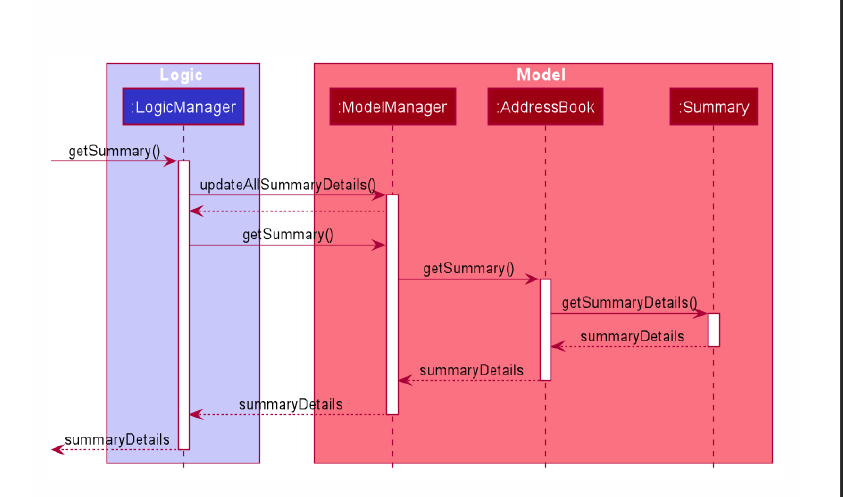 Logic
Model
:LogicManager
:ModelManager
:AddressBook
:Summary
getSummary()
updateAllSummaryDetails()
getSummary()
getSummary()
getSummaryDetails()
summaryDetails
summaryDetails
summaryDetails
summaryDetails